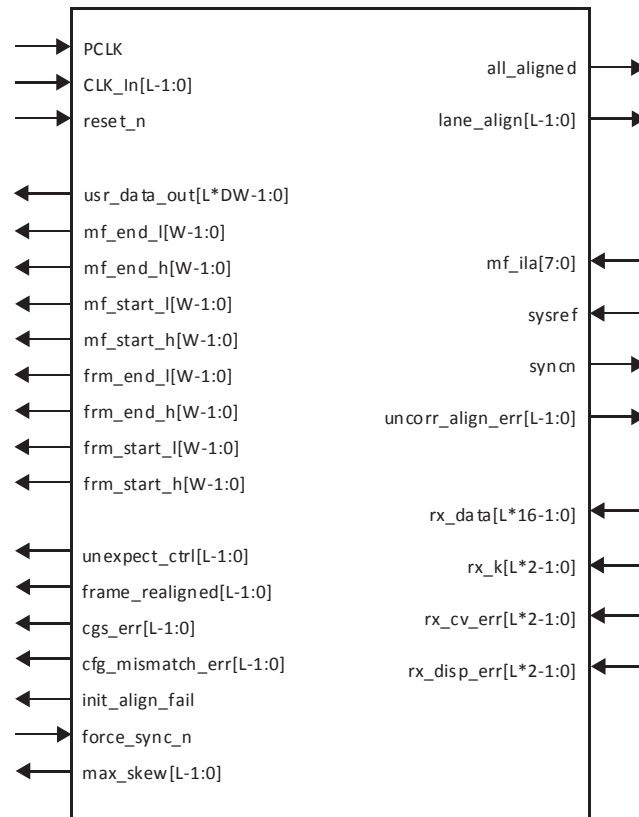 PCLK
CLK_In[L-1:0]
reset_n
usr_data_out[L*DW-1:0]
mf_end_l[W-1:0]
mf_end_h[W-1:0]
mf_start_l[W-1:0]
mf_start_h[W-1:0]
frm_end_l[W-1:0]
frm_end_h[W-1:0]
frm_start_l[W-1:0]
frm_start_h[W-1:0]
unexpect_ctrl[L-1:0]
frame_realigned[L-1:0]
cgs_err[L-1:0]
cfg_mismatch_err[L-1:0]
init_align_fail
force_sync_n
max_skew[L-1:0]
all_aligned
lane_align[L-1:0]
mf_ila[7:0]
sysref
syncn
uncorr_align_err[L-1:0]
rx_data[L*16-1:0]
rx_k[L*2-1:0]
rx_cv_err[L*2-1:0]
rx_disp_err[L*2-1:0]